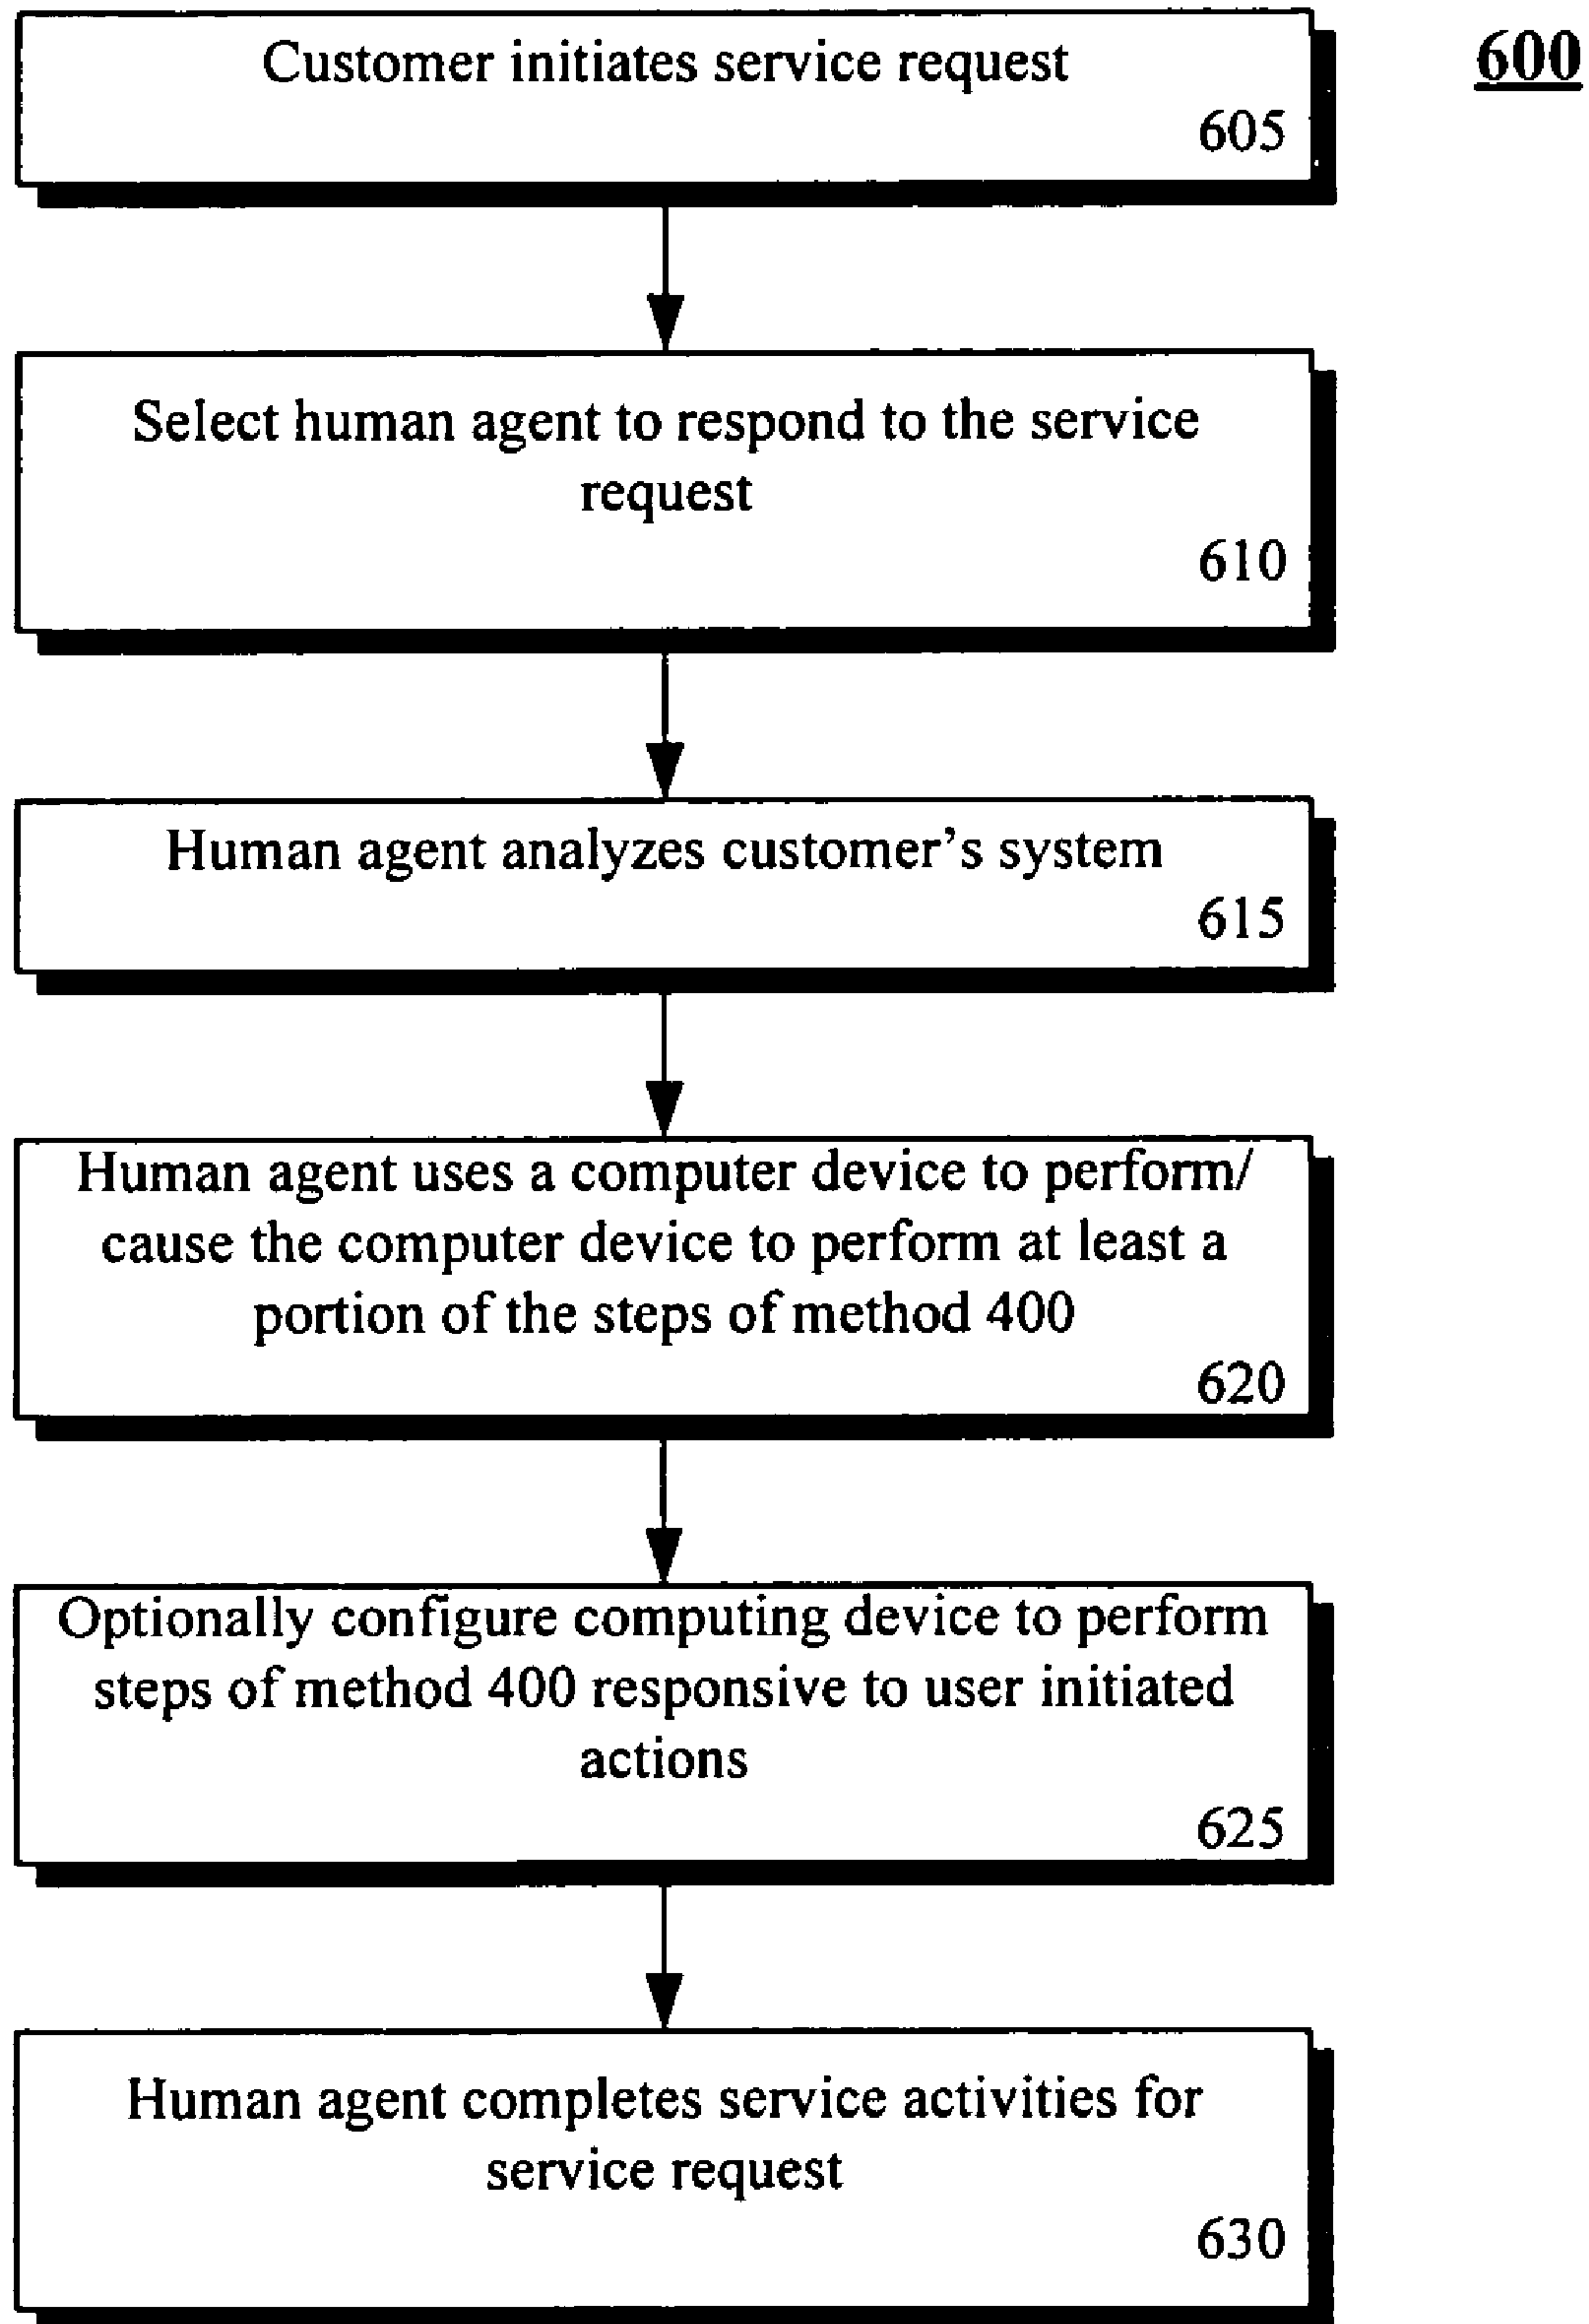 600
Customer initiates service request
605
Select human agent to respond to the service
request
610
Human agent analyzes customer's system
615
Human agent uses a computer device to perform/
cause the computer device to perform at least a
portion of the steps of method 400
620
Optionally configure computing device to perform
steps of method 400 responsive to user initiated
actions
625
Human agent completes service activities for
service request
630